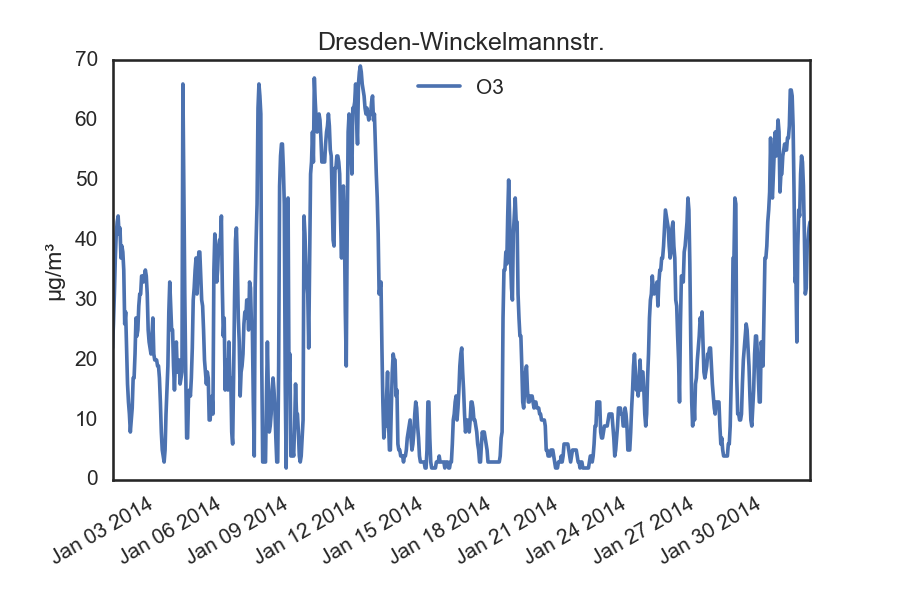 Dresden-Winckelmannstr.
O3
µg/m³
70
60
50
40
30
20
10
0
Jan 03 2014
Jan 06 2014
Jan 09 2014
Jan 12 2014
Jan 15 2014
Jan 18 2014
Jan 21 2014
Jan 24 2014
Jan 27 2014
Jan 30 2014